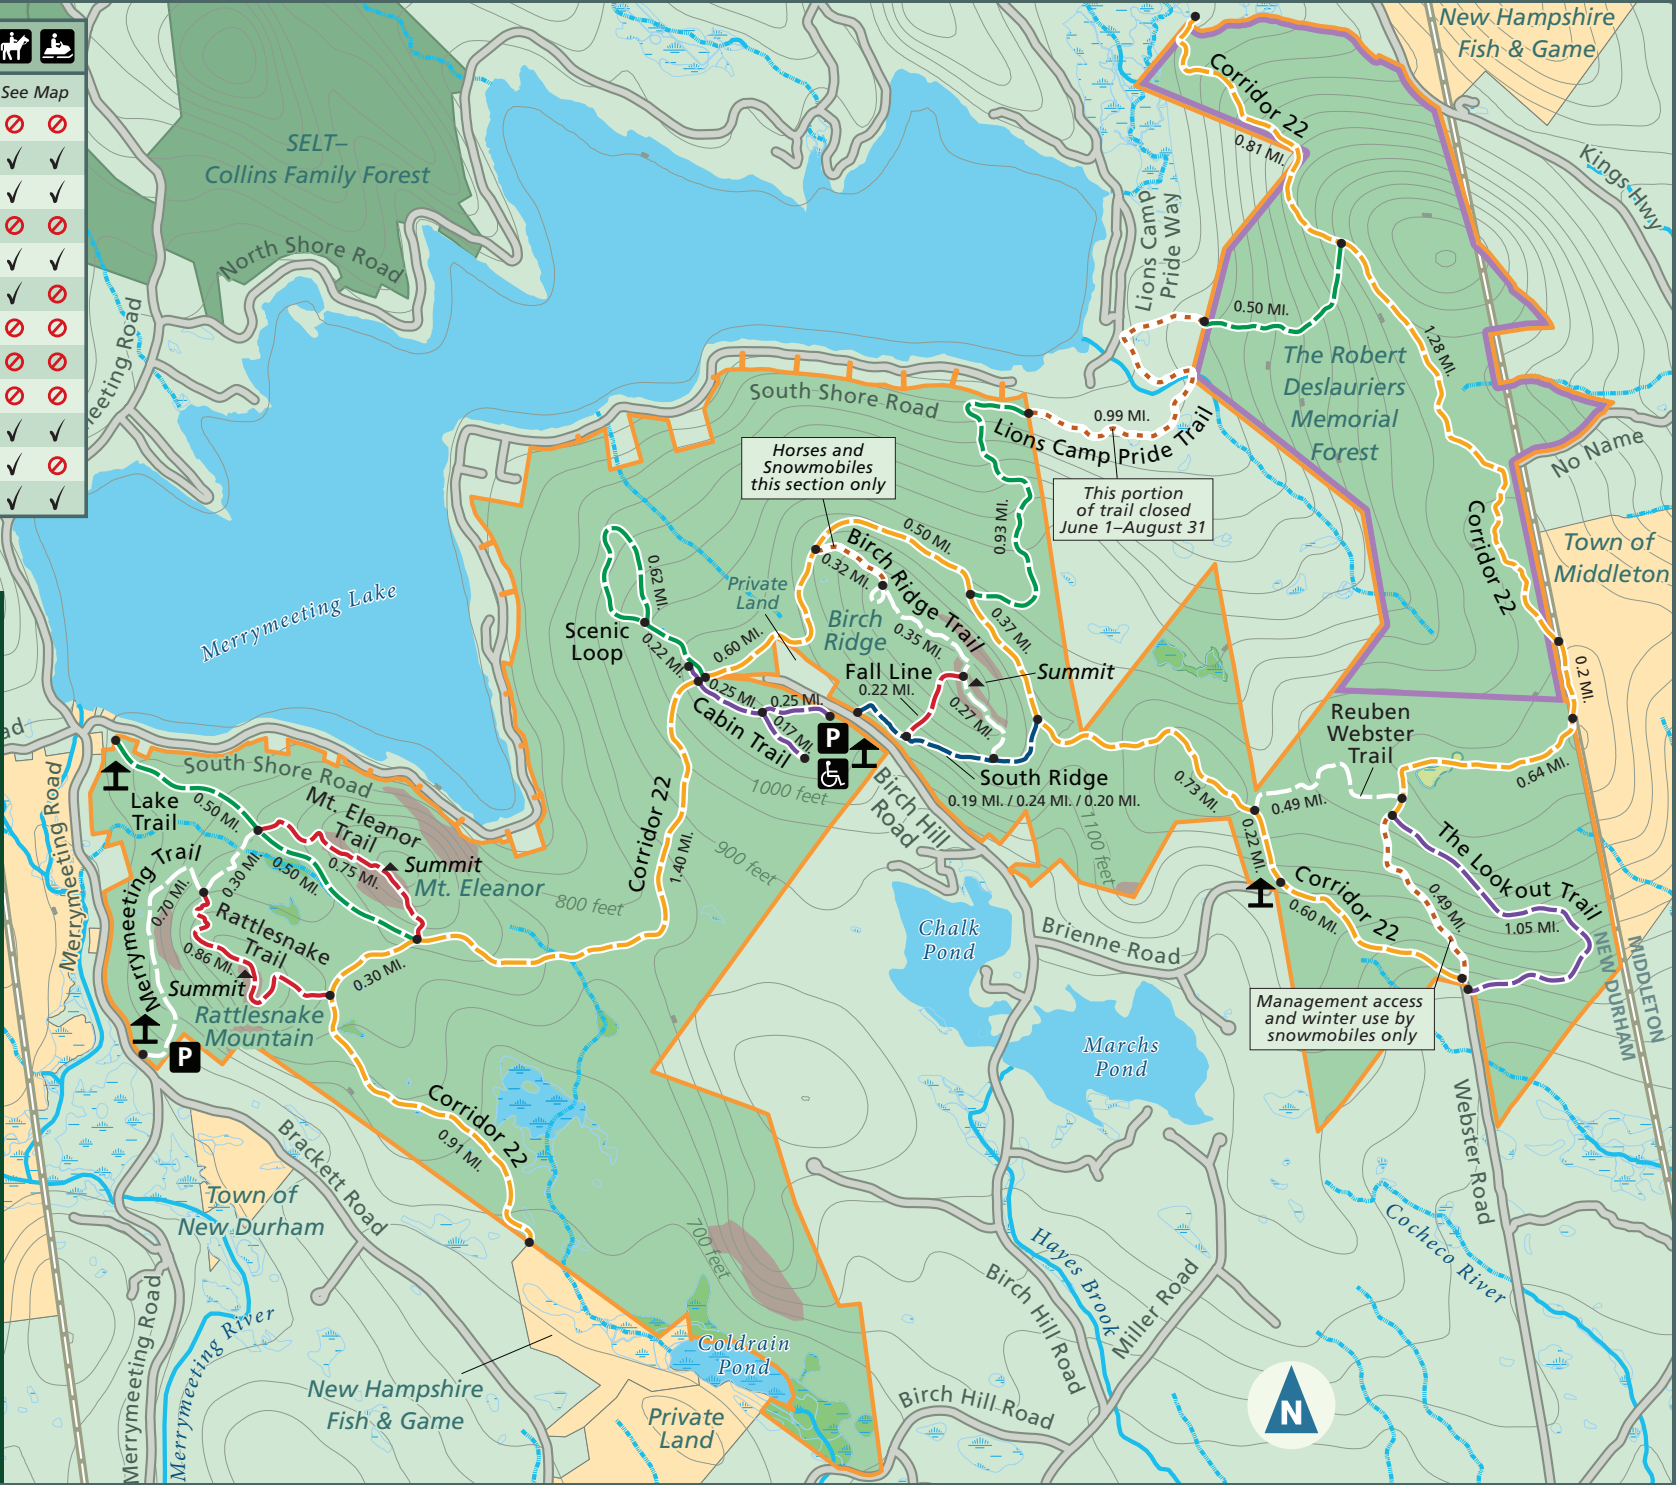 See Map
New Hampshire
Fish & Game
Kings Hwy
Corridor 22
0.81 MI.
SELT–
Collins Family Forest
North Shore Road
Lions Camp
Pride Way
0.50 MI.
1.28 MI.
The Robert
Deslauriers
Memorial
Forest
No Name
South Shore Road
0.99 MI.
Lions Camp Pride Trail
Horses and
Snowmobiles
this section only
This portion
of trail closed
June 1–August 31
0.93 MI.
0.50 MI.
Birch Ridge Trail
0.32 MI.
Corridor 22
Town of
Middleton
Merrymeeting Lake
0.62 MI.
Private
Land
Birch
Ridge
0.35 MI.
0.37 MI.
Scenic
Loop
0.22 MI.
0.60 MI.
Fall Line
0.22 MI.
Summit
0.27 MI.
0.2 MI.
0.25 MI.
0.25 MI.
0.17 MI.
Cabin Trail
P
Reuben
Webster
Trail
0.64 MI.
South Ridge
0.19 MI. / 0.24 MI. / 0.20 MI.
0.73 MI.
0.49 MI.
South Shore Road
Lake
Trail
0.50 MI.
Mt. Eleanor
Trail
0.75 MI.
Summit
Mt. Eleanor
0.50 MI.
0.30 MI.
Merrymeeting Road
Merrymeeting Trail
0.70 MI.
Rattlesnake
Trail
0.86 MI.
Summit
Rattlesnake
Mountain
0.30 MI.
Corridor 22
1.40 MI.
1000 feet
900 feet
800 feet
Birch Hill
Road
1100 feet
0.22 MI.
Corridor 22
0.60 MI.
The Lookout Trail
0.49 MI.
1.05 MI.
NEW DURHAM
MIDDLETON
Chalk
Pond
Brienne Road
Management access
and winter use by
snowmobiles only
Marchs
Pond
P
Corridor 22
0.91 MI.
Brackett Road
Town of
New Durham
Webster Road
Cocheco River
700 feet
Hayes Brook
Miller Road
Birch Hill Road
Merrymeeting Road
Merrymeeting River
Coldrain
Pond
New Hampshire
Fish & Game
Private
Land
Birch Hill Road
N